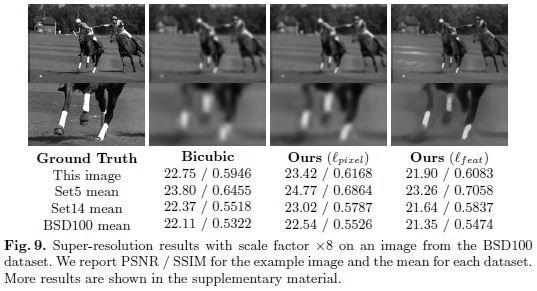 Ground Truth Bicubic Ours (ℓpixel) Ours (ℓfeat)
This image 22.75 / 0.5946 23.42 / 0.6168 21.90 / 0.6083
Set5 mean 23.80 / 0.6455 24.77 / 0.6864 23.26 / 0.7058
Set14 mean 22.37 / 0.5518 23.02 / 0.5787 21.64 / 0.5837
BSD100 mean 22.11 / 0.5322 22.54 / 0.5526 21.35 / 0.5474
Fig. 9. Super-resolution results with scale factor ×8 on an image from the BSD100
dataset. We report PSNR / SSIM for the example image and the mean for each dataset.
More results are shown in the supplementary material.